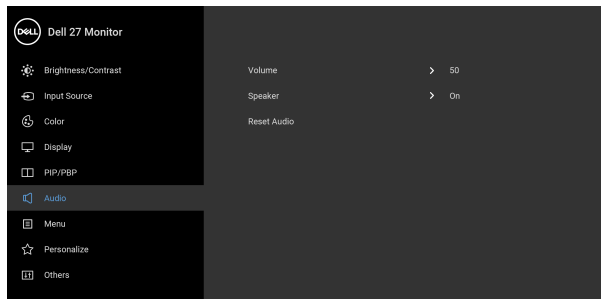 DELL
Dell 27 Monitor
Brightness/Contrast
Input Source
Color
Display
PIP/PBP
Audio
Menu
Personalize
Others
Volume > 50
Speaker > On
Reset Audio